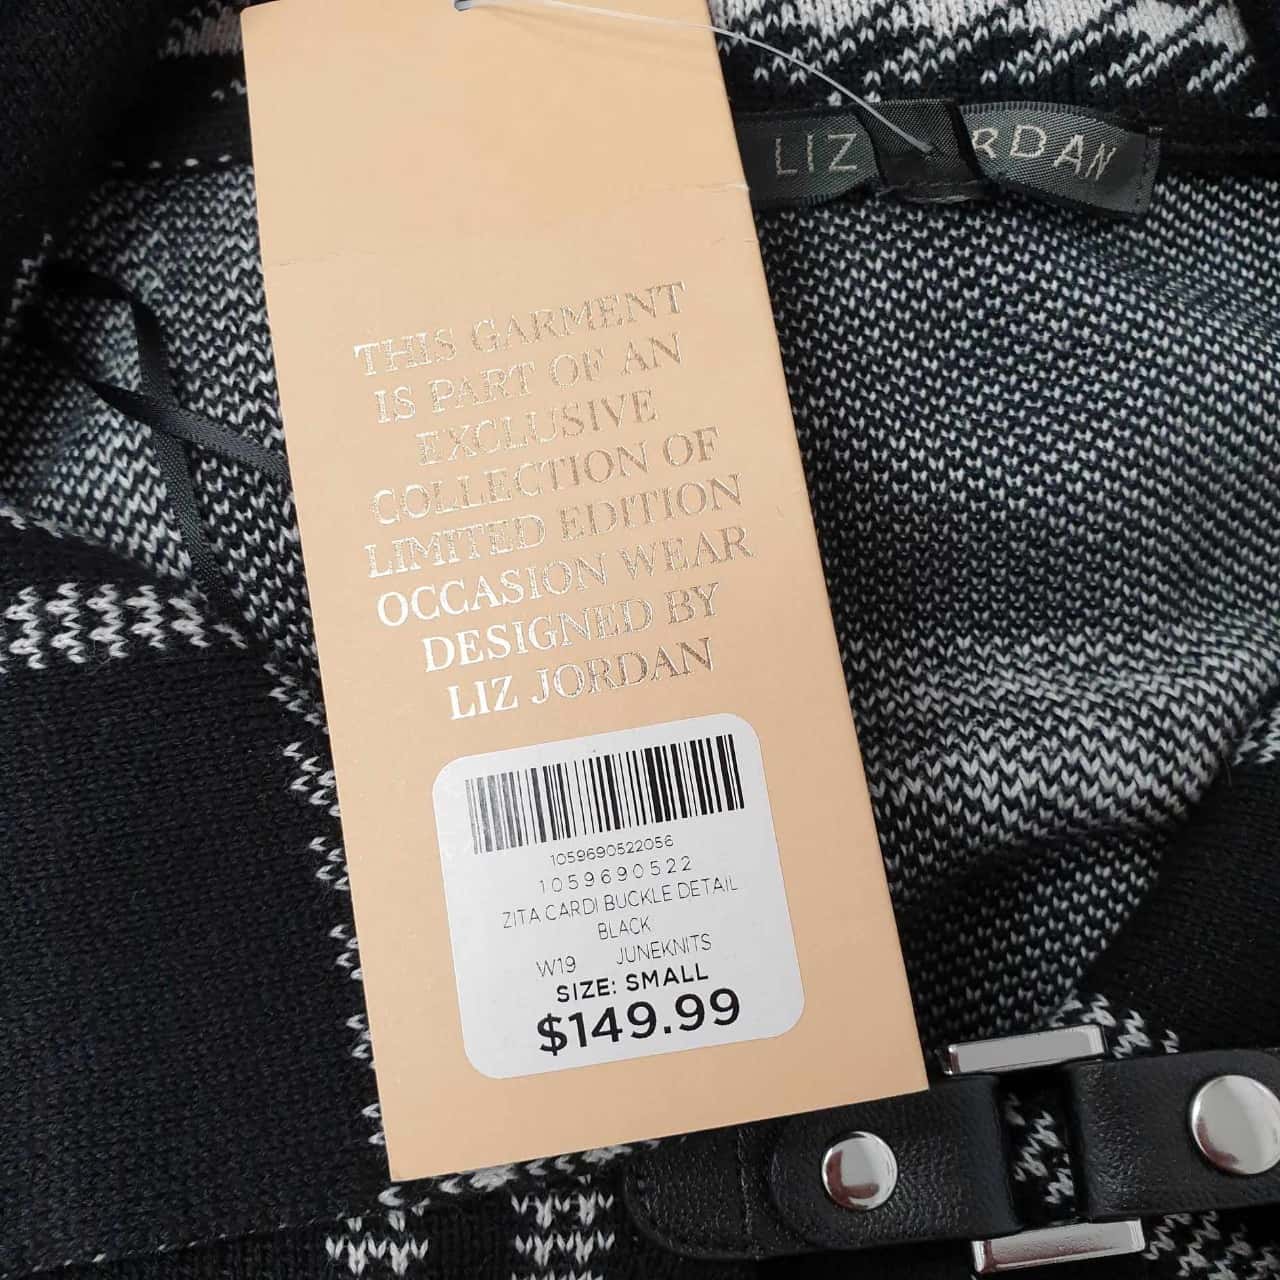 LIZ RDAN
THIS GARMENT
IS PART OF AN
EXCLUSIVE
COLLECTION OF
LIMITED EDITION
OCCASION WEAR
DESIGNED BY
LIZ JORDAN
1059690522056
1059690522
ZITA CARDI BUCKLE DETAIL
BLACK
W19 JUNEKNITS
SIZE: SMALL
$149.99